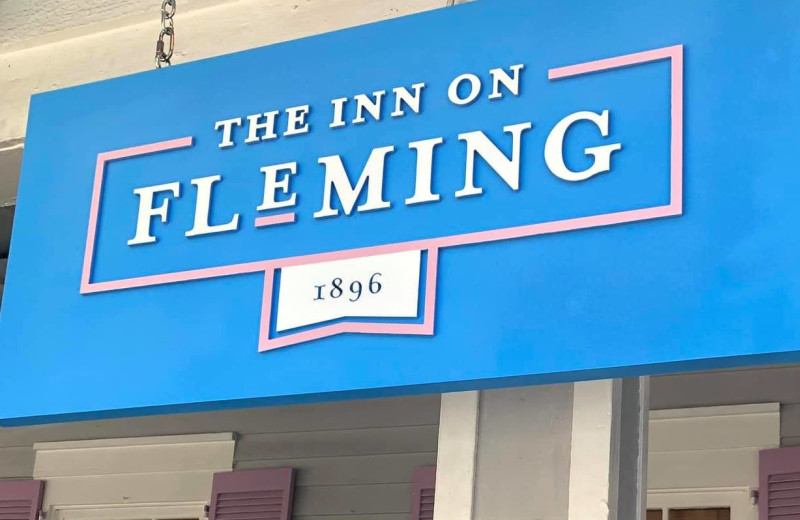 THE INN ON
FLEMING
1896